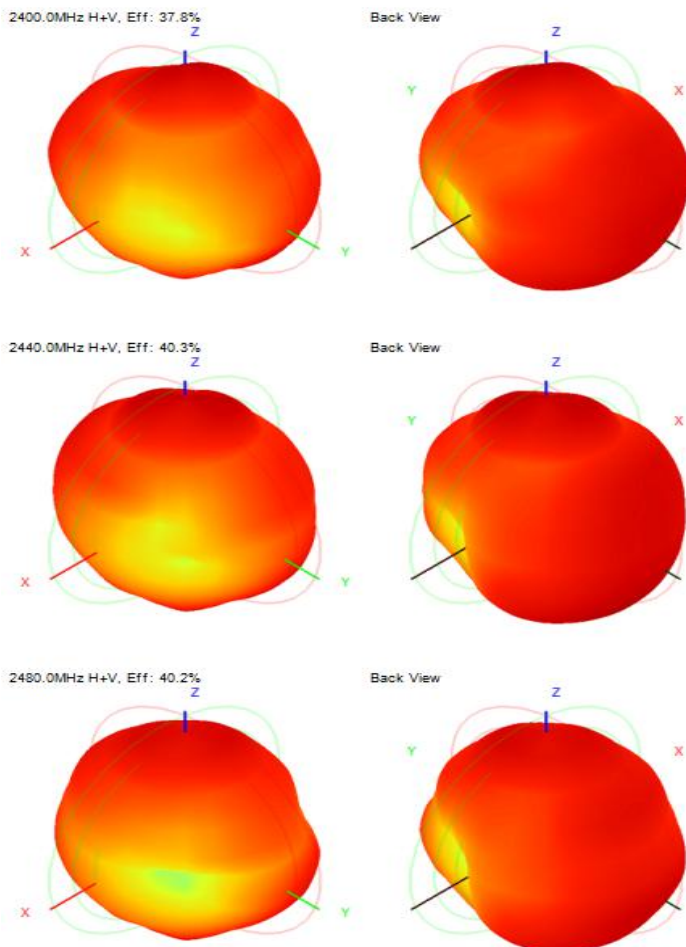 2400.0MHz H+V, Eff: 37.8%
Back View
Z
Z
Y
X
X
Y
2440.0MHz H+V, Eff: 40.3%
Back View
Z
Z
Y
X
X
Y
2480.0MHz H+V, Eff: 40.2%
Back View
Z
Z
Y
X
X
Y